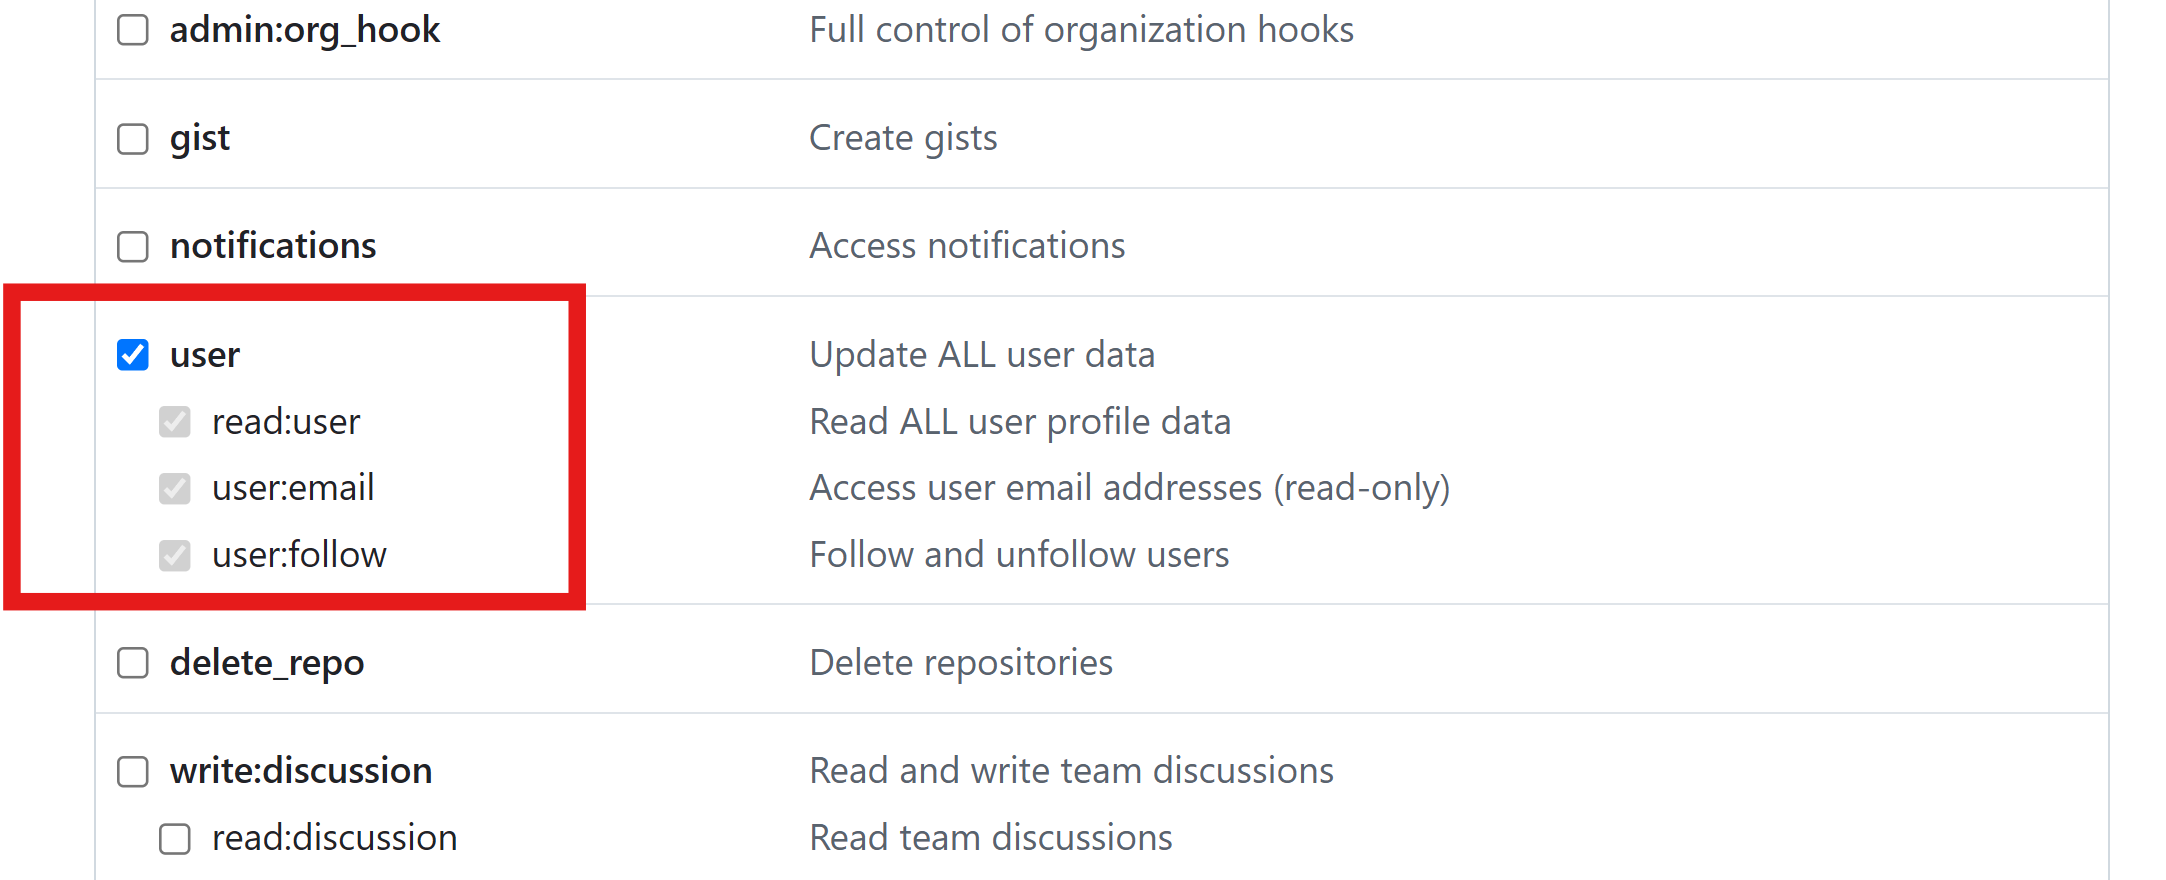 admin:org_hook Full control of organization hooks
gist Create gists
notifications Access notifications
user Update ALL user data
read:user Read ALL user profile data
user:email Access user email addresses (read-only)
user:follow Follow and unfollow users
delete_repo Delete repositories
write:discussion Read and write team discussions
read:discussion Read team discussions